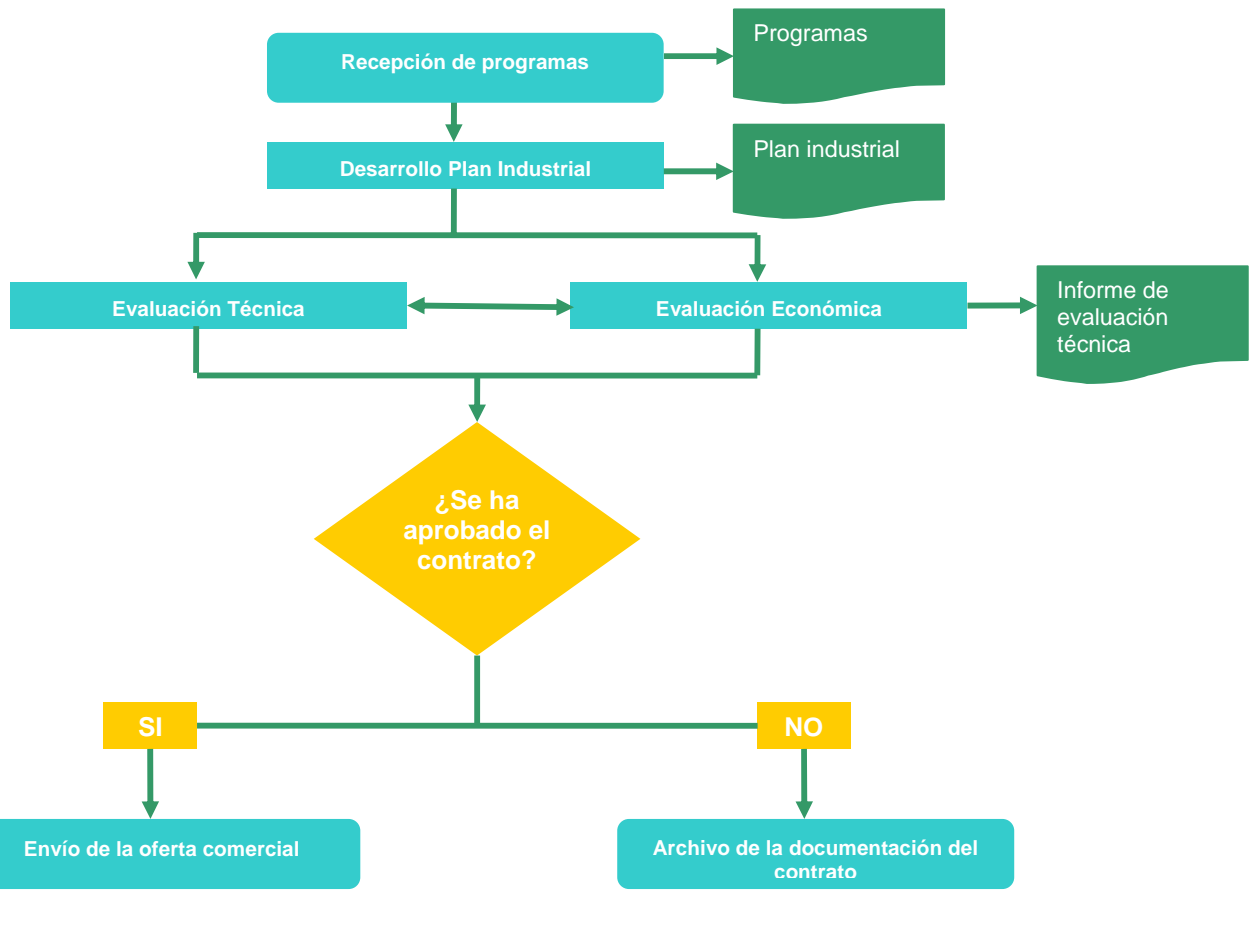 Recepción de programas
Programas
Desarrollo Plan Industrial
Plan industrial
Evaluación Técnica
Evaluación Económica
Informe de
evaluación
técnica
¿Se ha
aprobado el
contrato?
SI
NO
Envío de la oferta comercial
Archivo de la documentación del
contrato